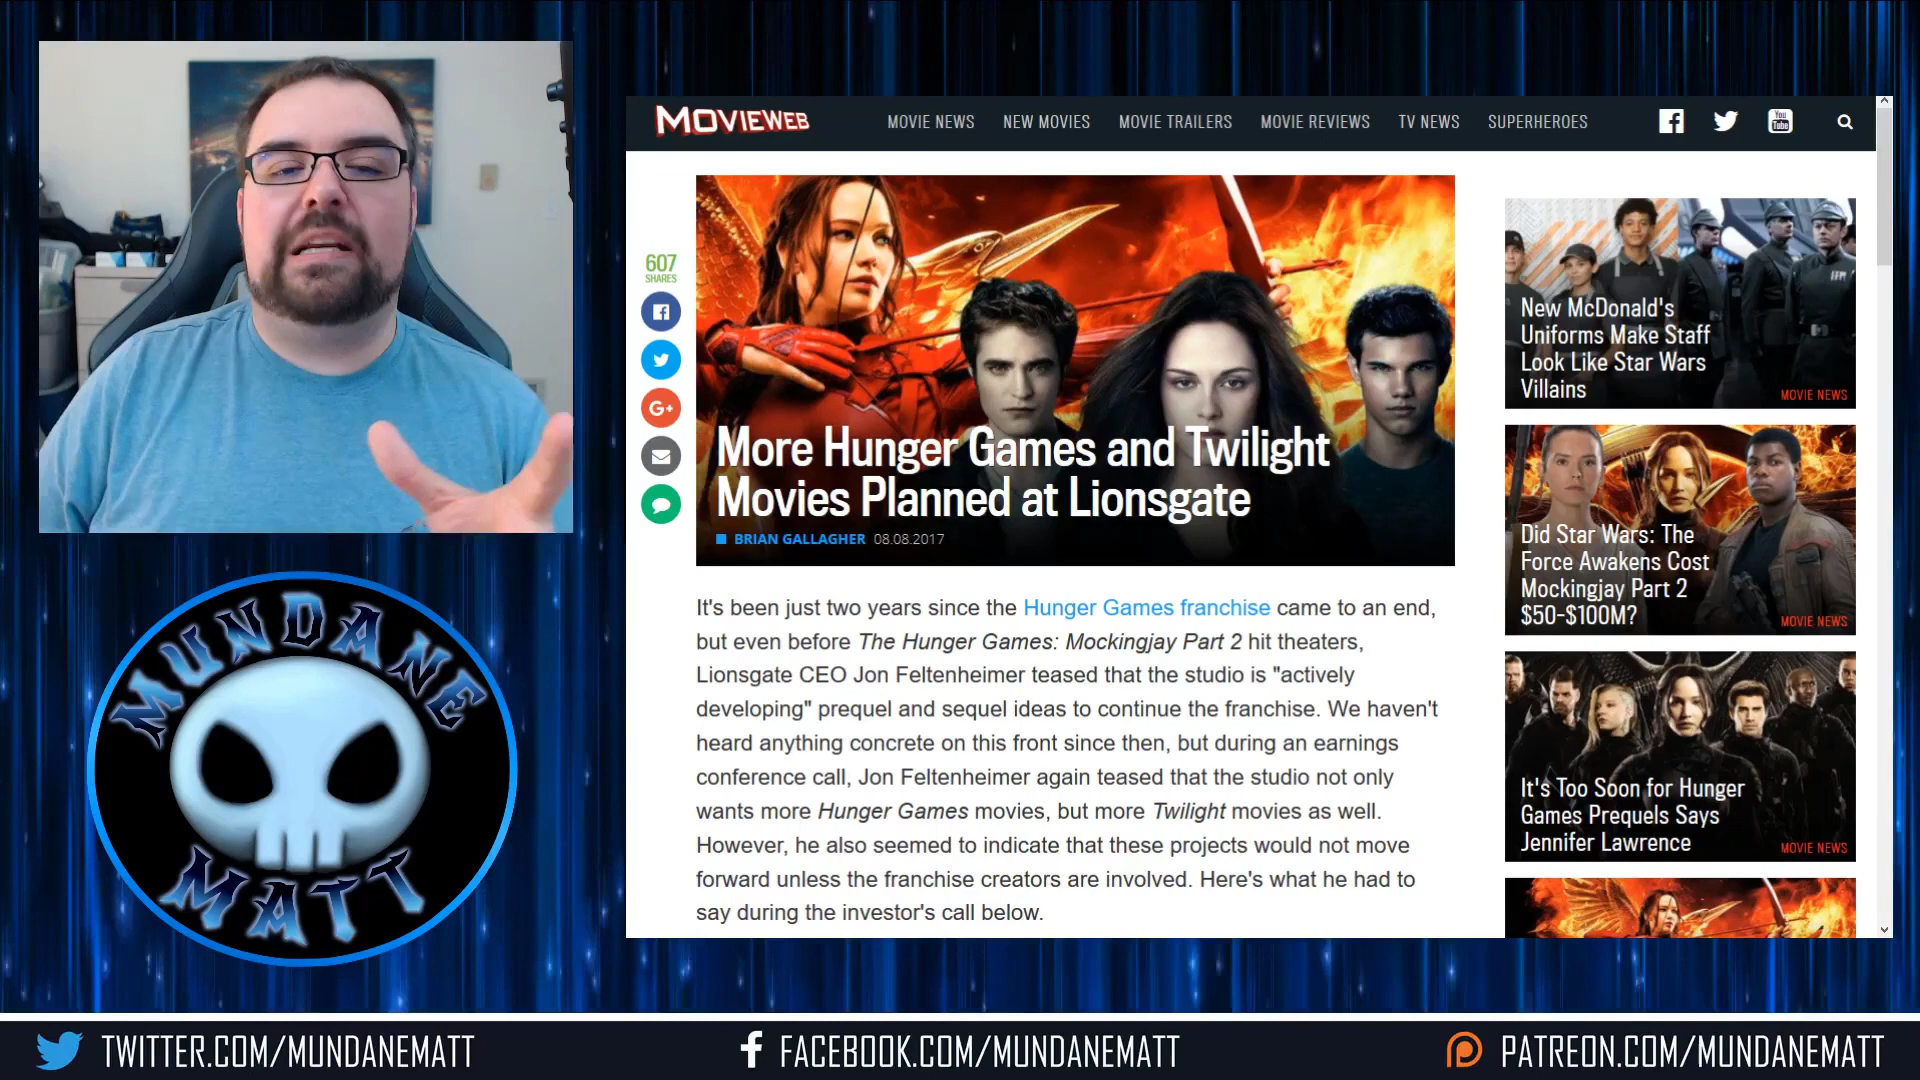 MOVIEWEB
MOVIE NEWS
NEW MOVIES
MOVIE TRAILERS
MOVIE REVIEWS
TV NEWS
SUPERHEROES
You
Tube
607
SHARES
G+
More Hunger Games and Twilight
Movies Planned at Lionsgate
BRIAN GALLAGHER 08.08.2017
It's been just two years since the Hunger Games franchise came to an end,
but even before The Hunger Games: Mockingjay Part 2 hit theaters,
Lionsgate CEO Jon Feltenheimer teased that the studio is "actively
developing" prequel and sequel ideas to continue the franchise. We haven't
heard anything concrete on this front since then, but during an earnings
conference call, Jon Feltenheimer again teased that the studio not only
wants more Hunger Games movies, but more Twilight movies as well.
However, he also seemed to indicate that these projects would not move
forward unless the franchise creators are involved. Here's what he had to
say during the investor's call below.
New McDonald's
Uniforms Make Staff
Look Like Star Wars
Villains
MOVIE NEWS
Did Star Wars: The
Force Awakens Cost
Mockingjay Part 2
$50-$100M?
MOVIE NEWS
It's Too Soon for Hunger
Games Prequels Says
Jennifer Lawrence
MOVIE NEWS
MUNDANE
MATT
TWITTER.COM/MUNDANEMATT
FACEBOOK.COM/MUNDANEMATT
PATREON.COM/MUNDANEMATT